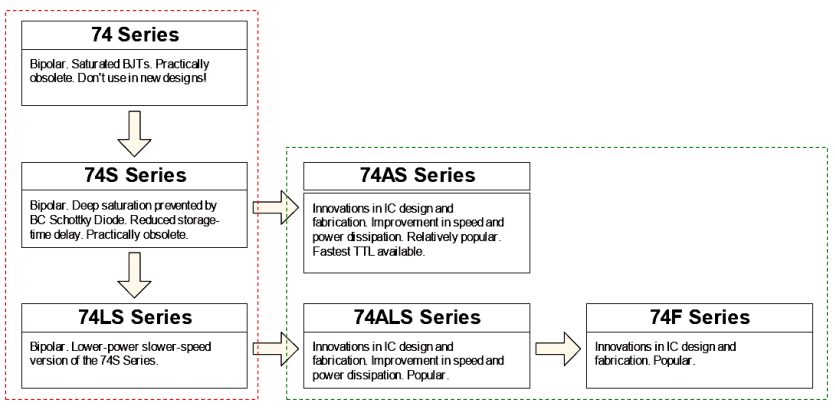 74 Series
Bipolar. Saturated BJTs. Practically
obsolete. Don't use in new designs!
74S Series
Bipolar. Deep saturation prevented by
BC Schottky Diode. Reduced storage-
time delay. Practically obsolete.
74AS Series
Innovations in IC design and
fabrication. Improvement in speed and
power dissipation. Relatively popular.
Fastest TTL available.
74LS Series
Bipolar. Lower-power slower-speed
version of the 74S Series.
74ALS Series
Innovations in IC design and
fabrication. Improvement in speed and
power dissipation. Popular.
74F Series
Innovations in IC design and
fabrication. Popular.